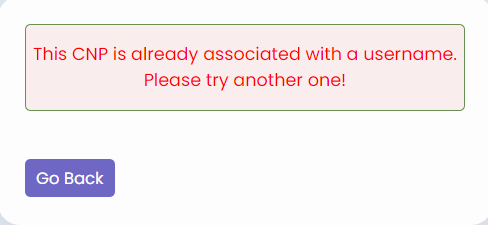 This CNP is already associated with a username.
Please try another one!
Go Back